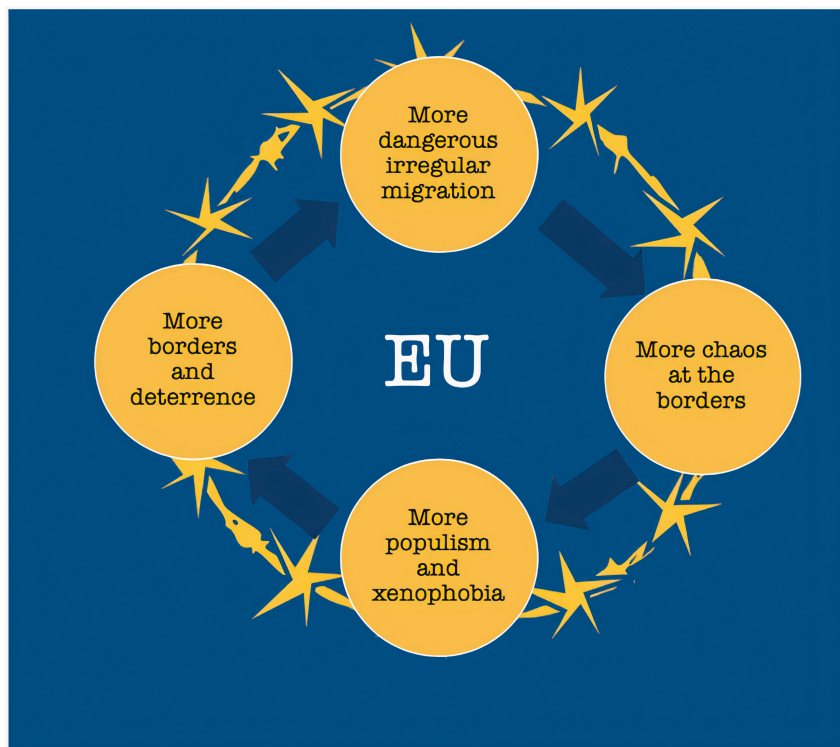 More
dangerous
irregular
migration
More
borders
and
deterrence
EU
More chaos
at the
borders
More
populism
and
xenophobia